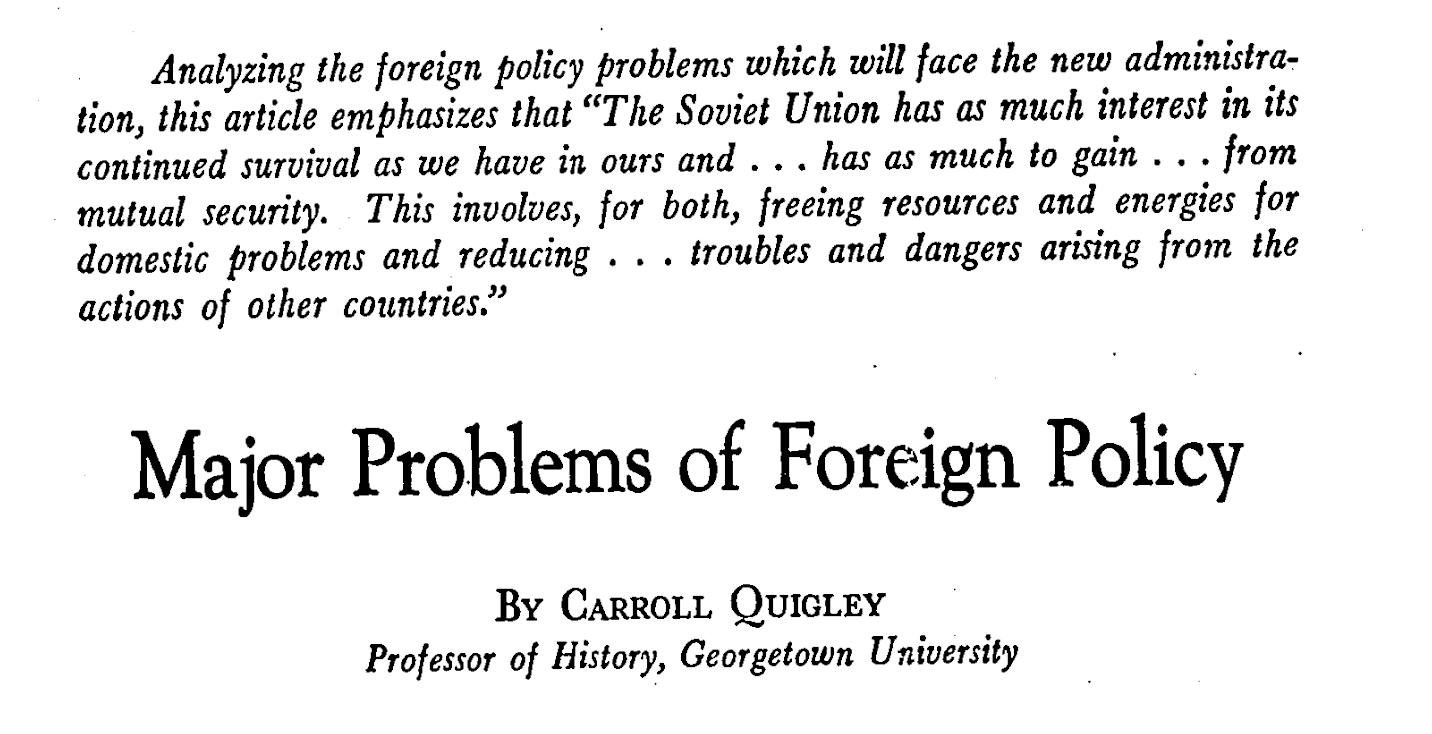 Analyzing the foreign policy problems which will face the new administra-
tion, this article emphasizes that “The Soviet Union has as much interest in its
continued survival as we have in ours and . . . has as much to gain . . . from
mutual security. This involves, for both, freeing resources and energies for
domestic problems and reducing . . . troubles and dangers arising from the
actions of other countries.”
Major Problems of Foreign Policy
BY CARROLL QUIGLEY
Professor of History, Georgetown University